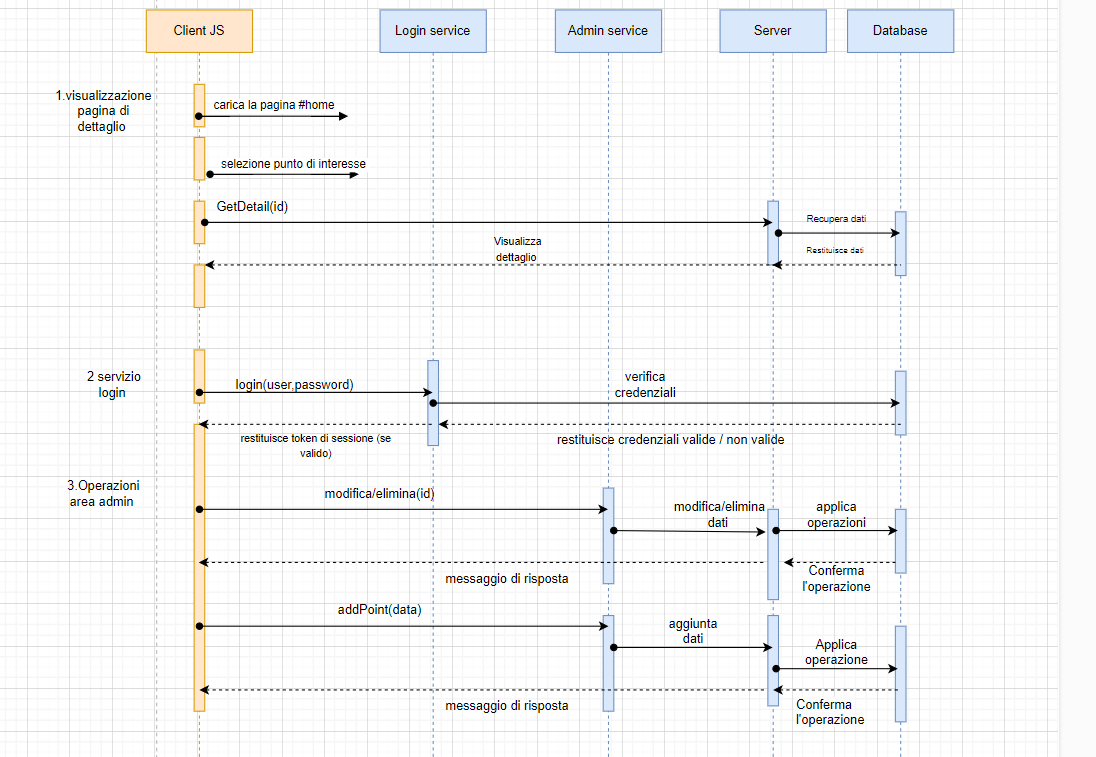 Client JS
Login service
Admin service
Server
Database
1.visualizzazione
pagina di
dettaglio
carica la pagina #home
selezione punto di interesse
GetDetail(id)
Recupera dati
Visualizza
dettaglio
Restituisce dati
2 servizio
login
login(user,password)
verifica
credenziali
restituisce token di sessione (se
valido)
restituisce credenziali valide / non valide
3.Operazioni
area admin
modifica/elimina(id)
modifica/elimina
dati
applica
operazioni
messaggio di risposta
Conferma
l'operazione
addPoint(data)
aggiunta
dati
Applica
operazione
messaggio di risposta
Conferma
l'operazione